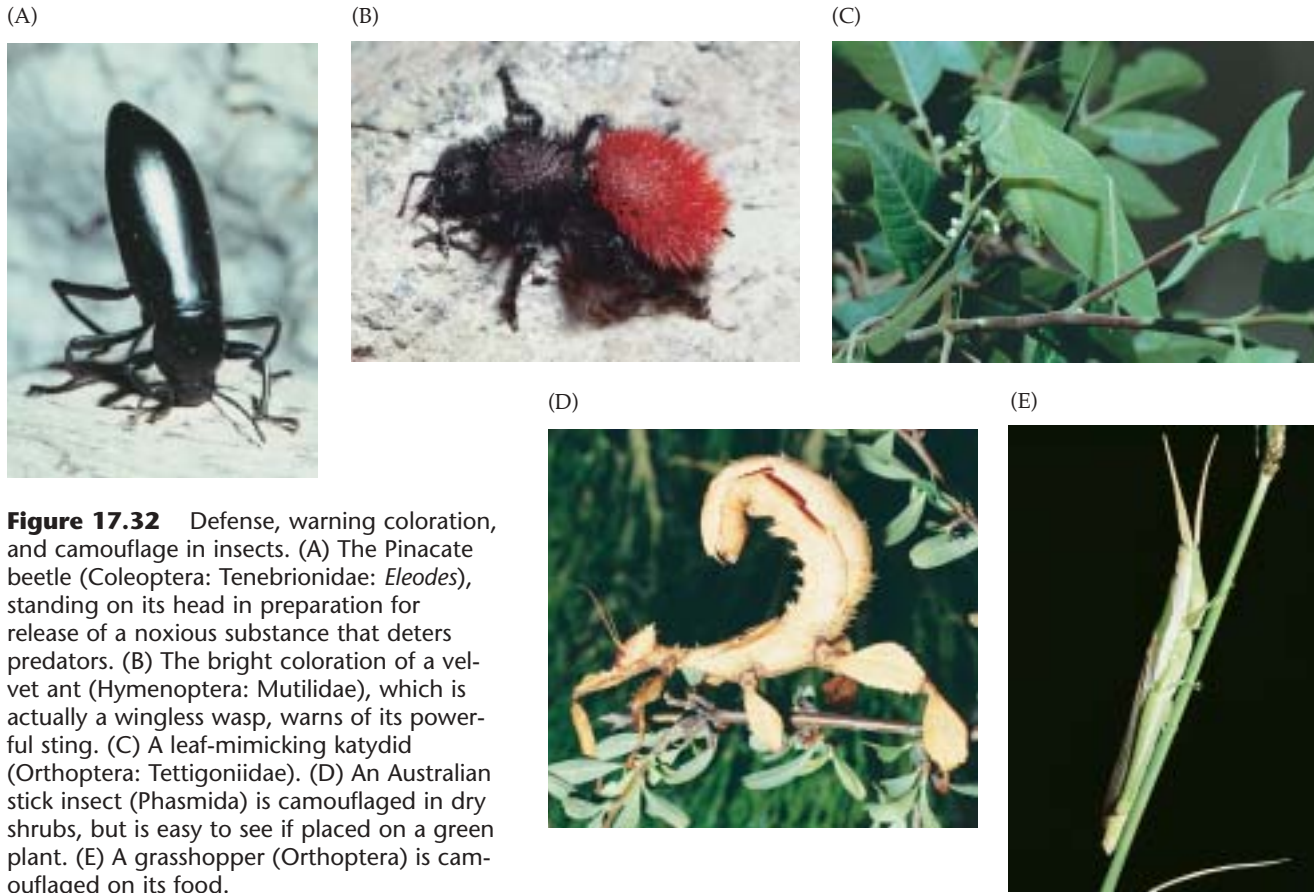 (A)
(B)
(C)
(D)
(E)
Figure 17.32 Defense, warning coloration,
and camouflage in insects. (A) The Pinacate
beetle (Coleoptera: Tenebrionidae: Eleodes),
standing on its head in preparation for
release of a noxious substance that deters
predators. (B) The bright coloration of a vel-
vet ant (Hymenoptera: Mutilidae), which is
actually a wingless wasp, warns of its power-
ful sting. (C) A leaf-mimicking katydid
(Orthoptera: Tettigoniidae). (D) An Australian
stick insect (Phasmida) is camouflaged in dry
shrubs, but is easy to see if placed on a green
plant. (E) A grasshopper (Orthoptera) is cam-
ouflaged on its food.